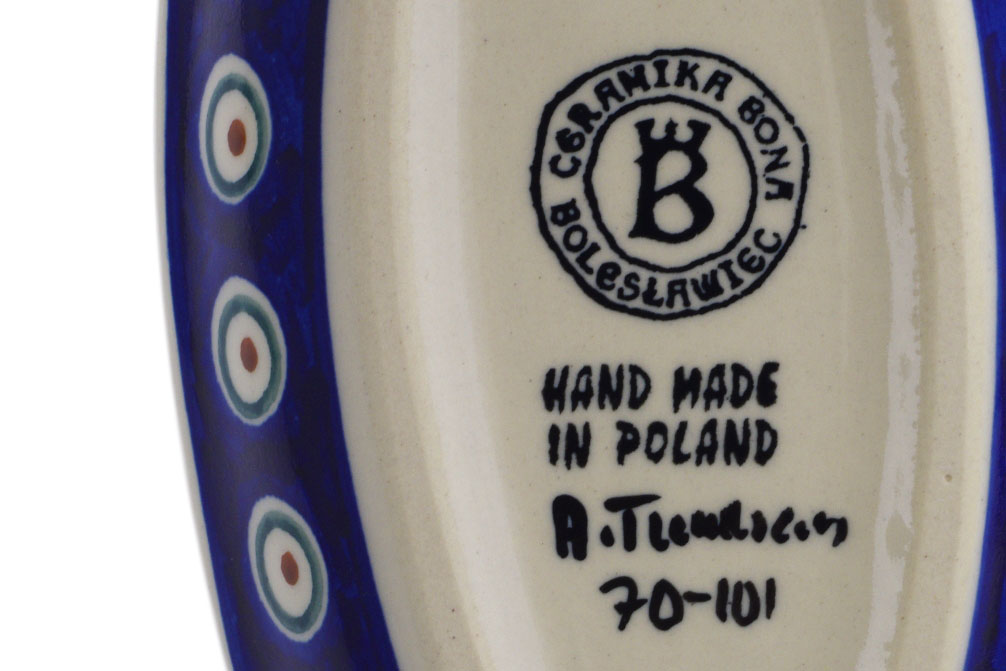 CERAMIKA BONA
BOLESŁAWIEC
B
HAND MADE
IN POLAND
A.
70-101